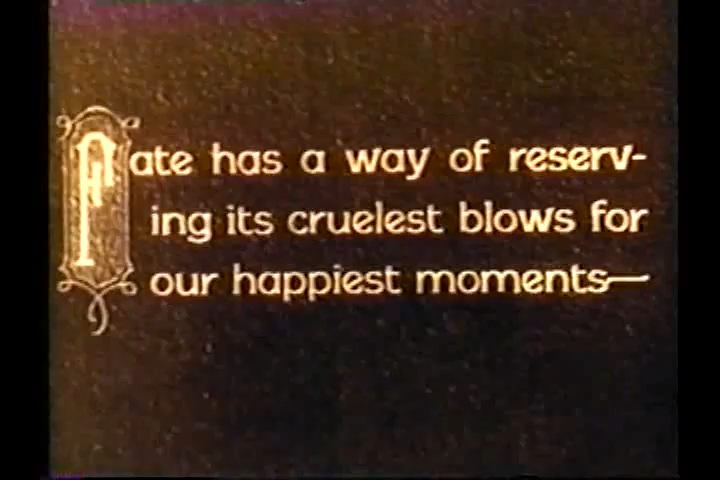 Fate has a way of reserv-
ing its cruelest blows for
our happiest moments—